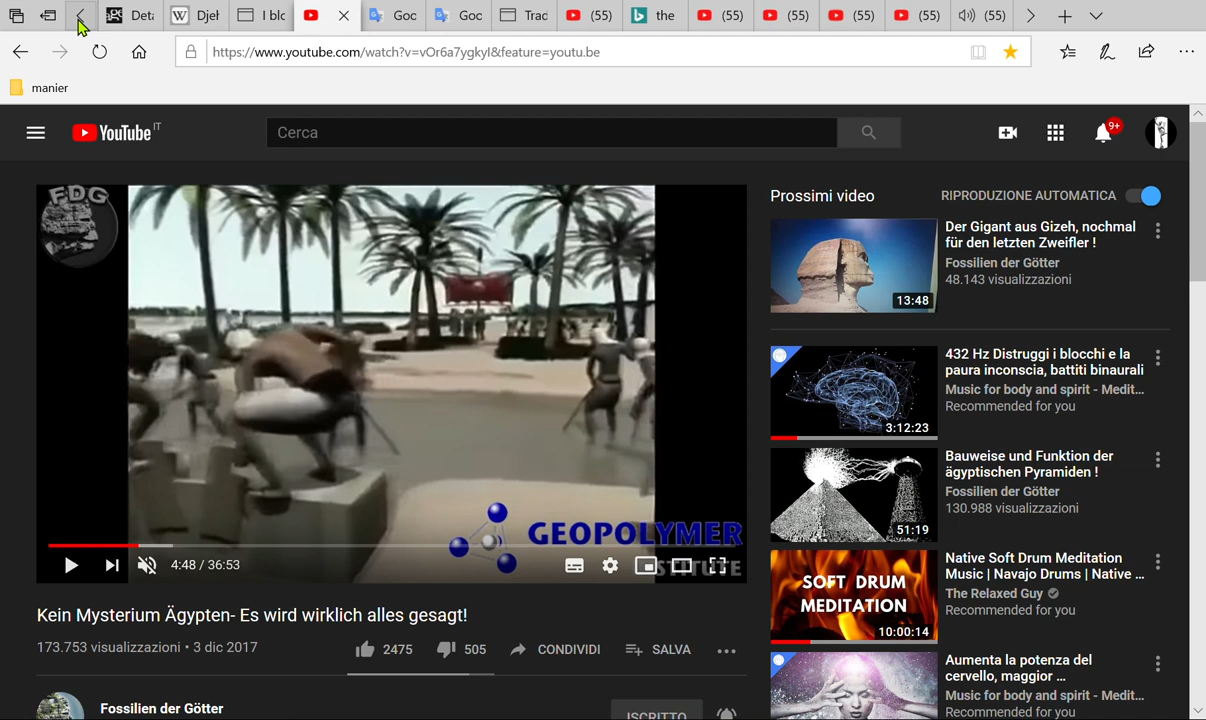 Deta
Djeh
I blo
Goo
Goo
Trac
(55)
the
(55)
(55)
(55)
(55)
(55)
https://www.youtube.com/watch?v=vOr6a7ygkyI&feature=youtu.be
manier
YouTube IT
Cerca
9+
FDG
GEOPOLYMER
4:48 / 36:53
Kein Mysterium Ägypten- Es wird wirklich alles gesagt!
173.753 visualizzazioni • 3 dic 2017
2475
505
CONDIVIDI
SALVA
Fossilien der Götter
ISCRITTO
Prossimi video
RIPRODUZIONE AUTOMATICA
13:48
Der Gigant aus Gizeh, nochmal
für den letzten Zweifler !
Fossilien der Götter
48.143 visualizzazioni
3:12:23
432 Hz Distruggi i blocchi e la
paura inconscia, battiti binaurali
Music for body and spirit - Medit...
Recommended for you
51:19
Bauweise und Funktion der
ägyptischen Pyramiden !
Fossilien der Götter
130.988 visualizzazioni
SOFT DRUM
MEDITATION
10:00:14
Native Soft Drum Meditation
Music | Navajo Drums | Native ...
The Relaxed Guy
Recommended for you
Aumenta la potenza del
cervello, maggior ...
Music for body and spirit - Medit...
Recommended for you